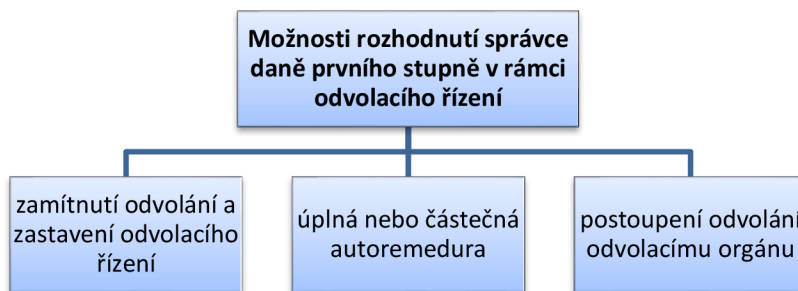 Možnosti rozhodnutí správce
daně prvního stupně v rámci
odvolacího řízení
zamítnutí odvolání a
zastavení odvolacího
řízení
úplná nebo částečná
autoremedura
postoupení odvolání
odvolacímu orgánu